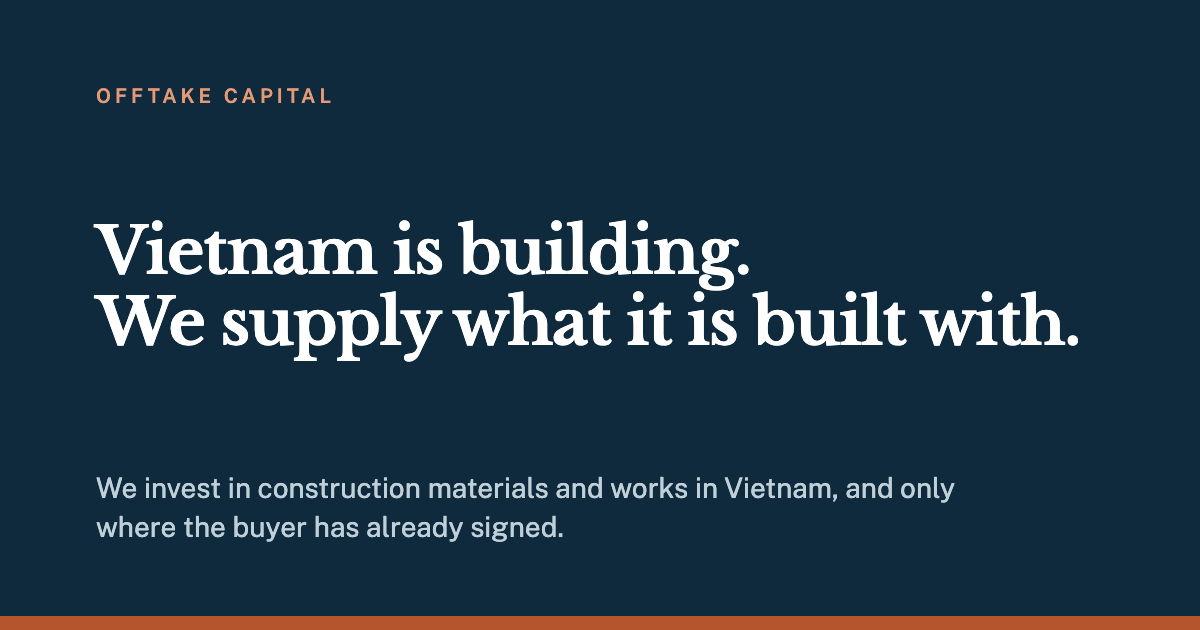 OFFTAKE CAPITAL
Vietnam is building.
We supply what it is built with.
We invest in construction materials and works in Vietnam, and only
where the buyer has already signed.